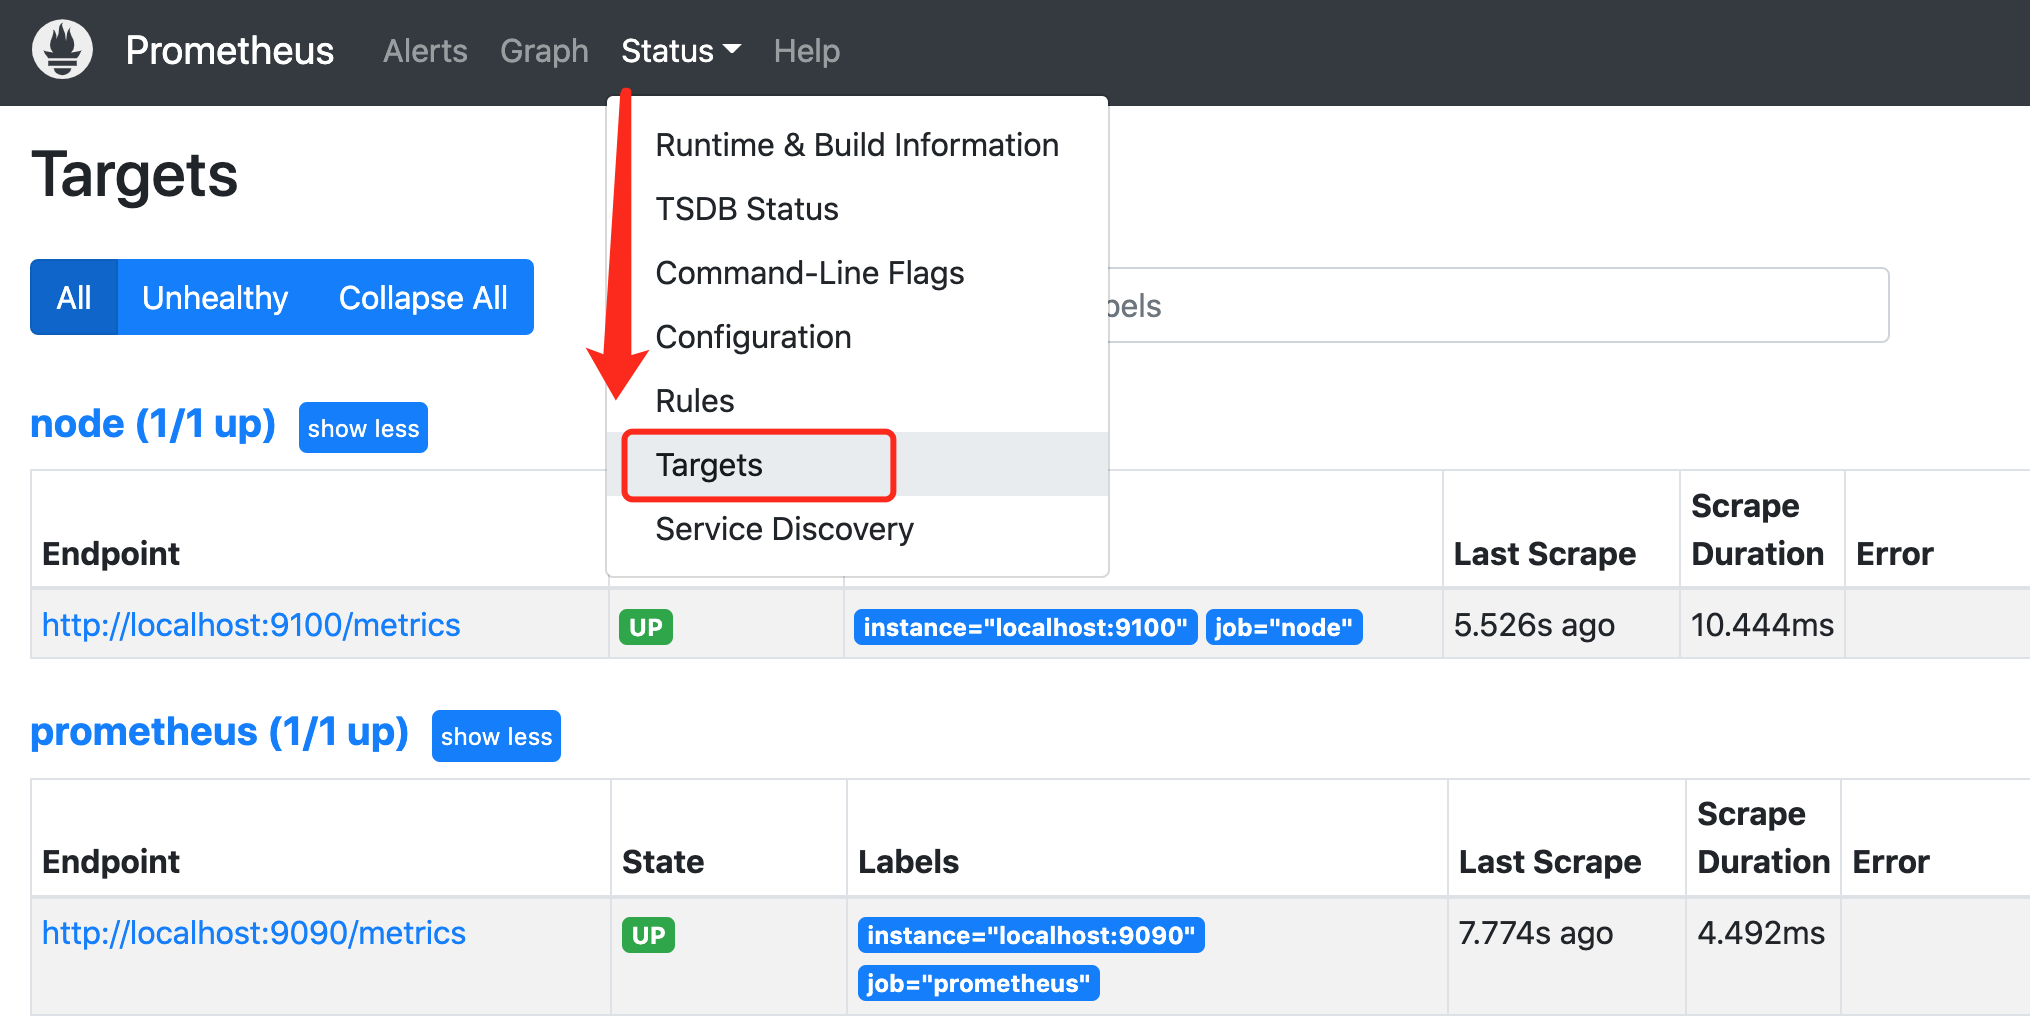 Prometheus Alerts Graph Status Help
Runtime & Build Information
TSDB Status
Command-Line Flags
Configuration
Rules
Targets
Service Discovery
Targets
All Unhealthy Collapse All
node (1/1 up) show less
Endpoint Last Scrape Scrape Duration Error
http://localhost:9100/metrics UP instance="localhost:9100" job="node" 5.526s ago 10.444ms
prometheus (1/1 up) show less
Endpoint State Labels Last Scrape Scrape Duration Error
http://localhost:9090/metrics UP instance="localhost:9090" 7.774s ago 4.492ms
job="prometheus"